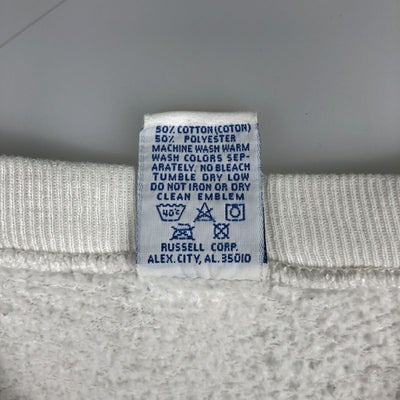 50% COTTON (COTON)
50% POLYESTER
MACHINE WASH WARM
WASH COLORS SEP-
ARATELY, NO BLEACH
TUMBLE DRY LOW
DO NOT IRON OR DRY
CLEAN EMBLEM
40°C
RUSSELL CORP.
ALEX. CITY, AL. 35010